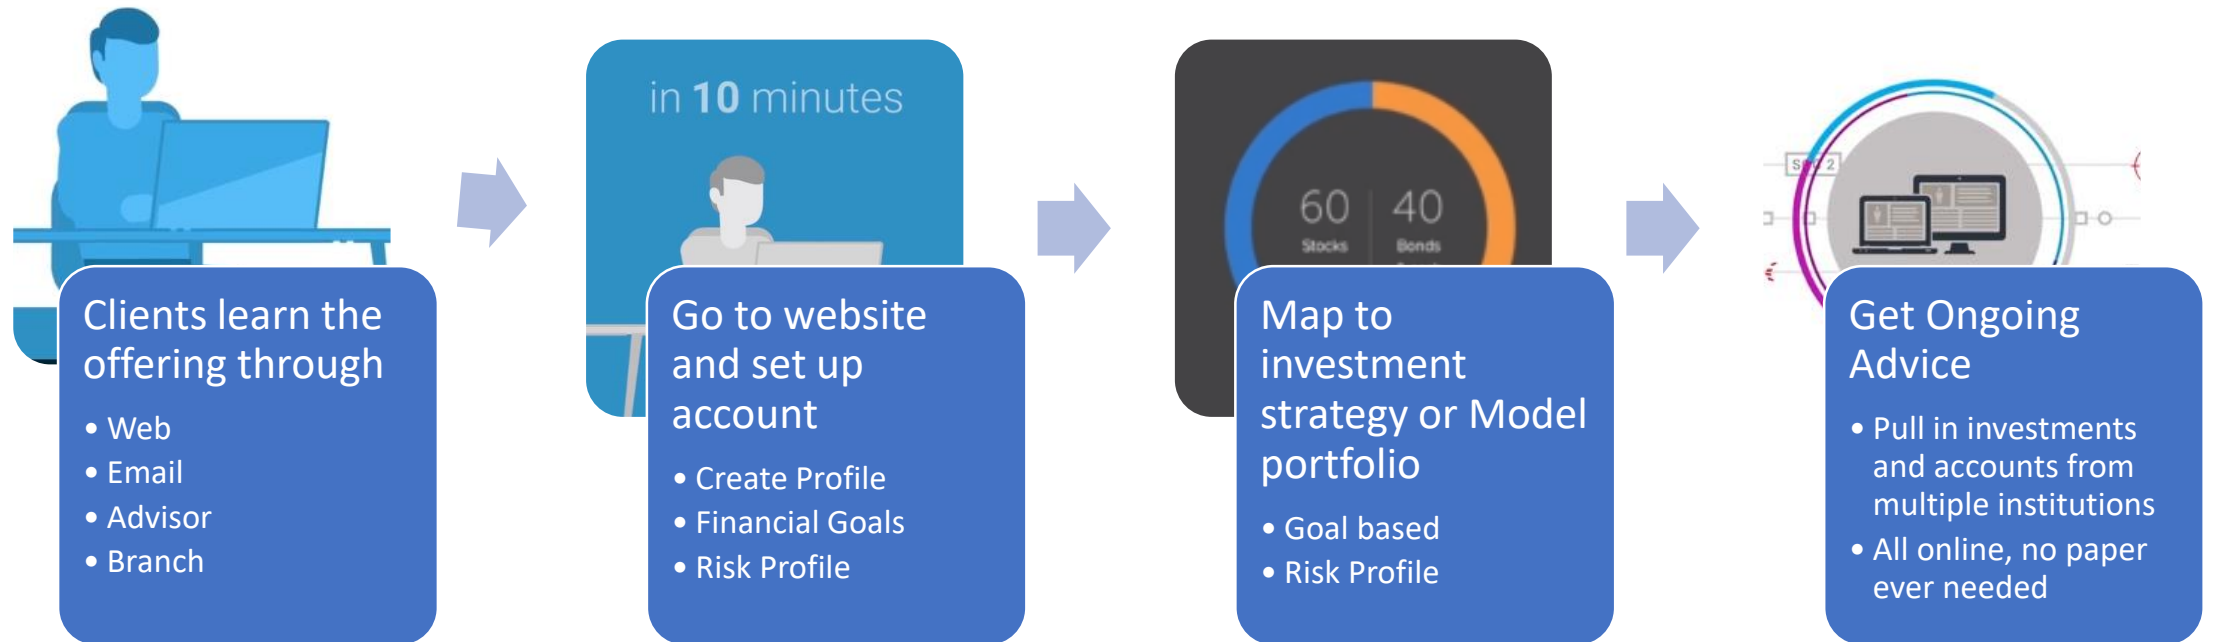 Clients learn the
offering through
• Web
• Email
• Advisor
• Branch
in 10 minutes
Go to website
and set up
account
• Create Profile
• Financial Goals
• Risk Profile
60 40
Stocks Bonds
Map to
investment
strategy or Model
portfolio
• Goal based
• Risk Profile
Get Ongoing
Advice
• Pull in investments
and accounts from
multiple institutions
• All online, no paper
ever needed